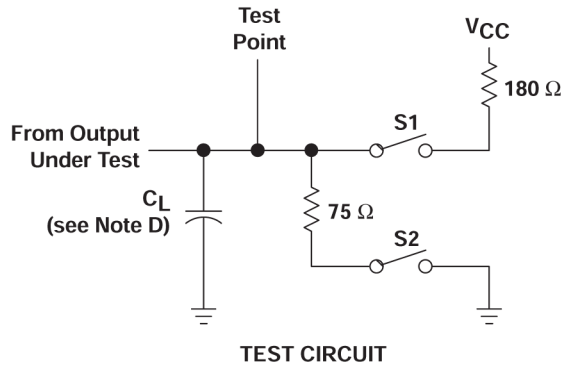 Test
Point
VCC
180 Ω
S1
From Output
Under Test
CL
(see Note D)
75 Ω
S2
TEST CIRCUIT